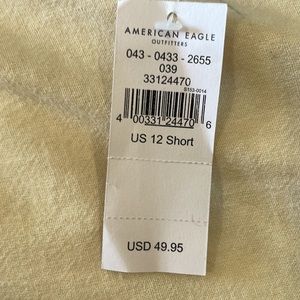 AMERICAN EAGLE
OUTFITTERS
043 - 0433 - 2655
039
33124470
S153-0014
4 00331 24470 6
US 12 Short
USD 49.95